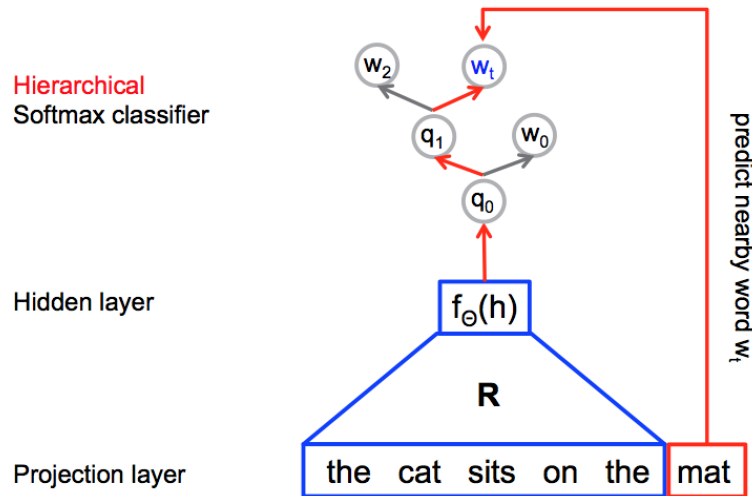 Hierarchical
Softmax classifier
w₂
wₜ
q₁
w₀
q₀
predict nearby word wₜ
Hidden layer
f_Θ(h)
R
Projection layer
the cat sits on the
mat